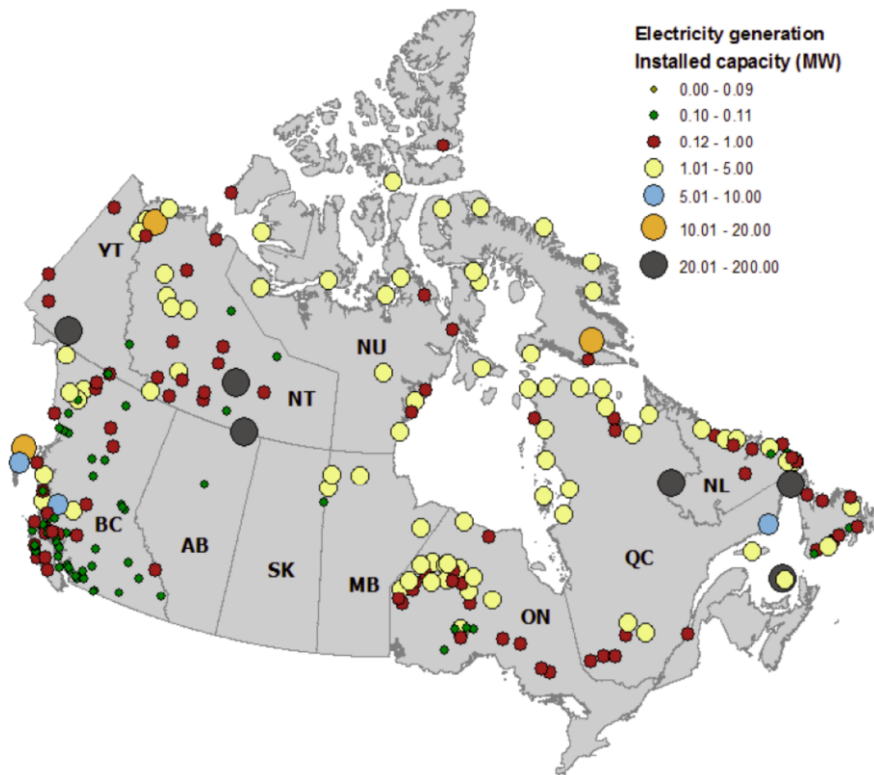 Electricity generation
Installed capacity (MW)
0.00 - 0.09
0.10 - 0.11
0.12 - 1.00
1.01 - 5.00
5.01 - 10.00
10.01 - 20.00
20.01 - 200.00
YT
NU
NT
NL
BC
AB
QC
SK
MB
ON